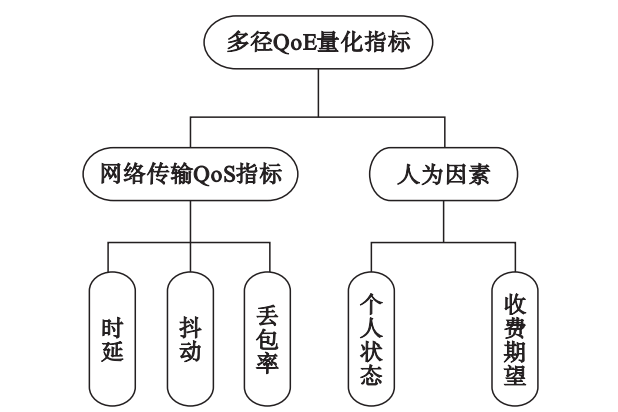 多径QoE量化指标
网络传输QoS指标
人为因素
时延
抖动
丢包率
个人状态
收费期望